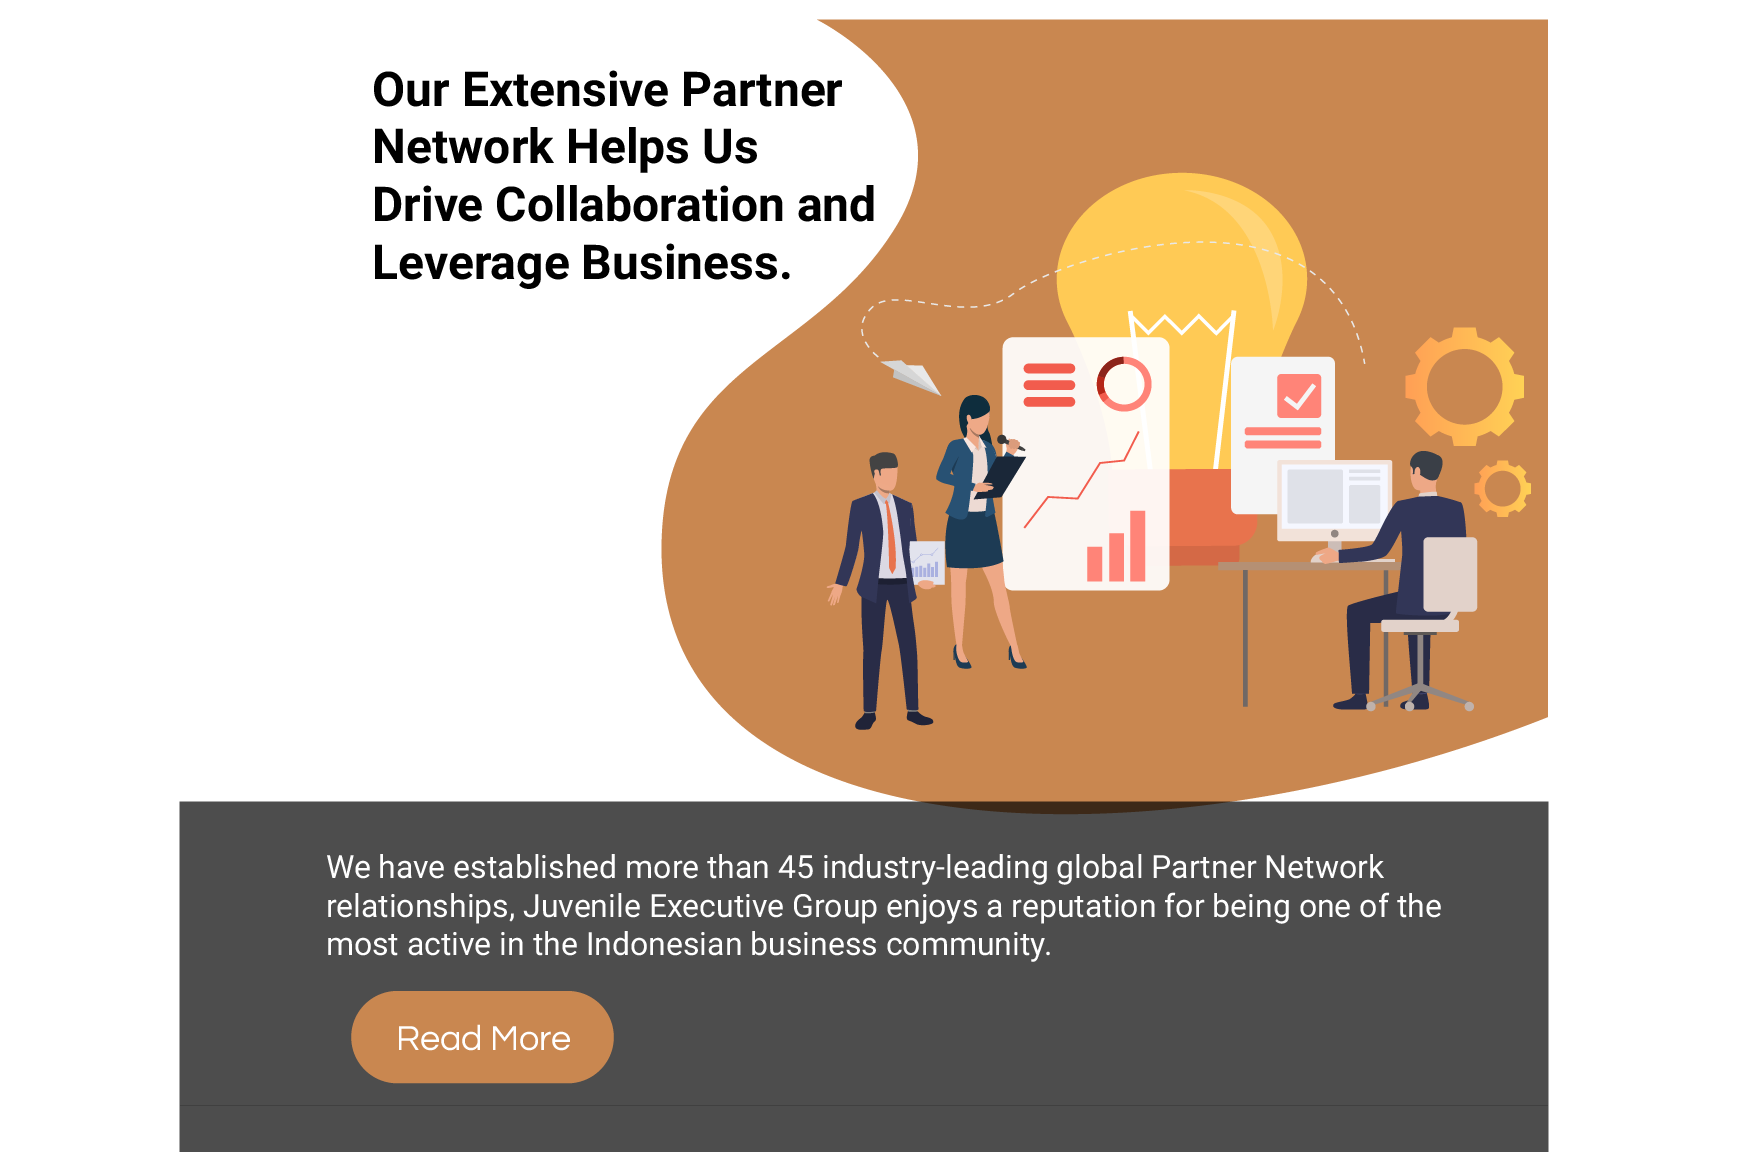 Our Extensive Partner
Network Helps Us
Drive Collaboration and
Leverage Business.
We have established more than 45 industry-leading global Partner Network
relationships, Juvenile Executive Group enjoys a reputation for being one of the
most active in the Indonesian business community.
Read More